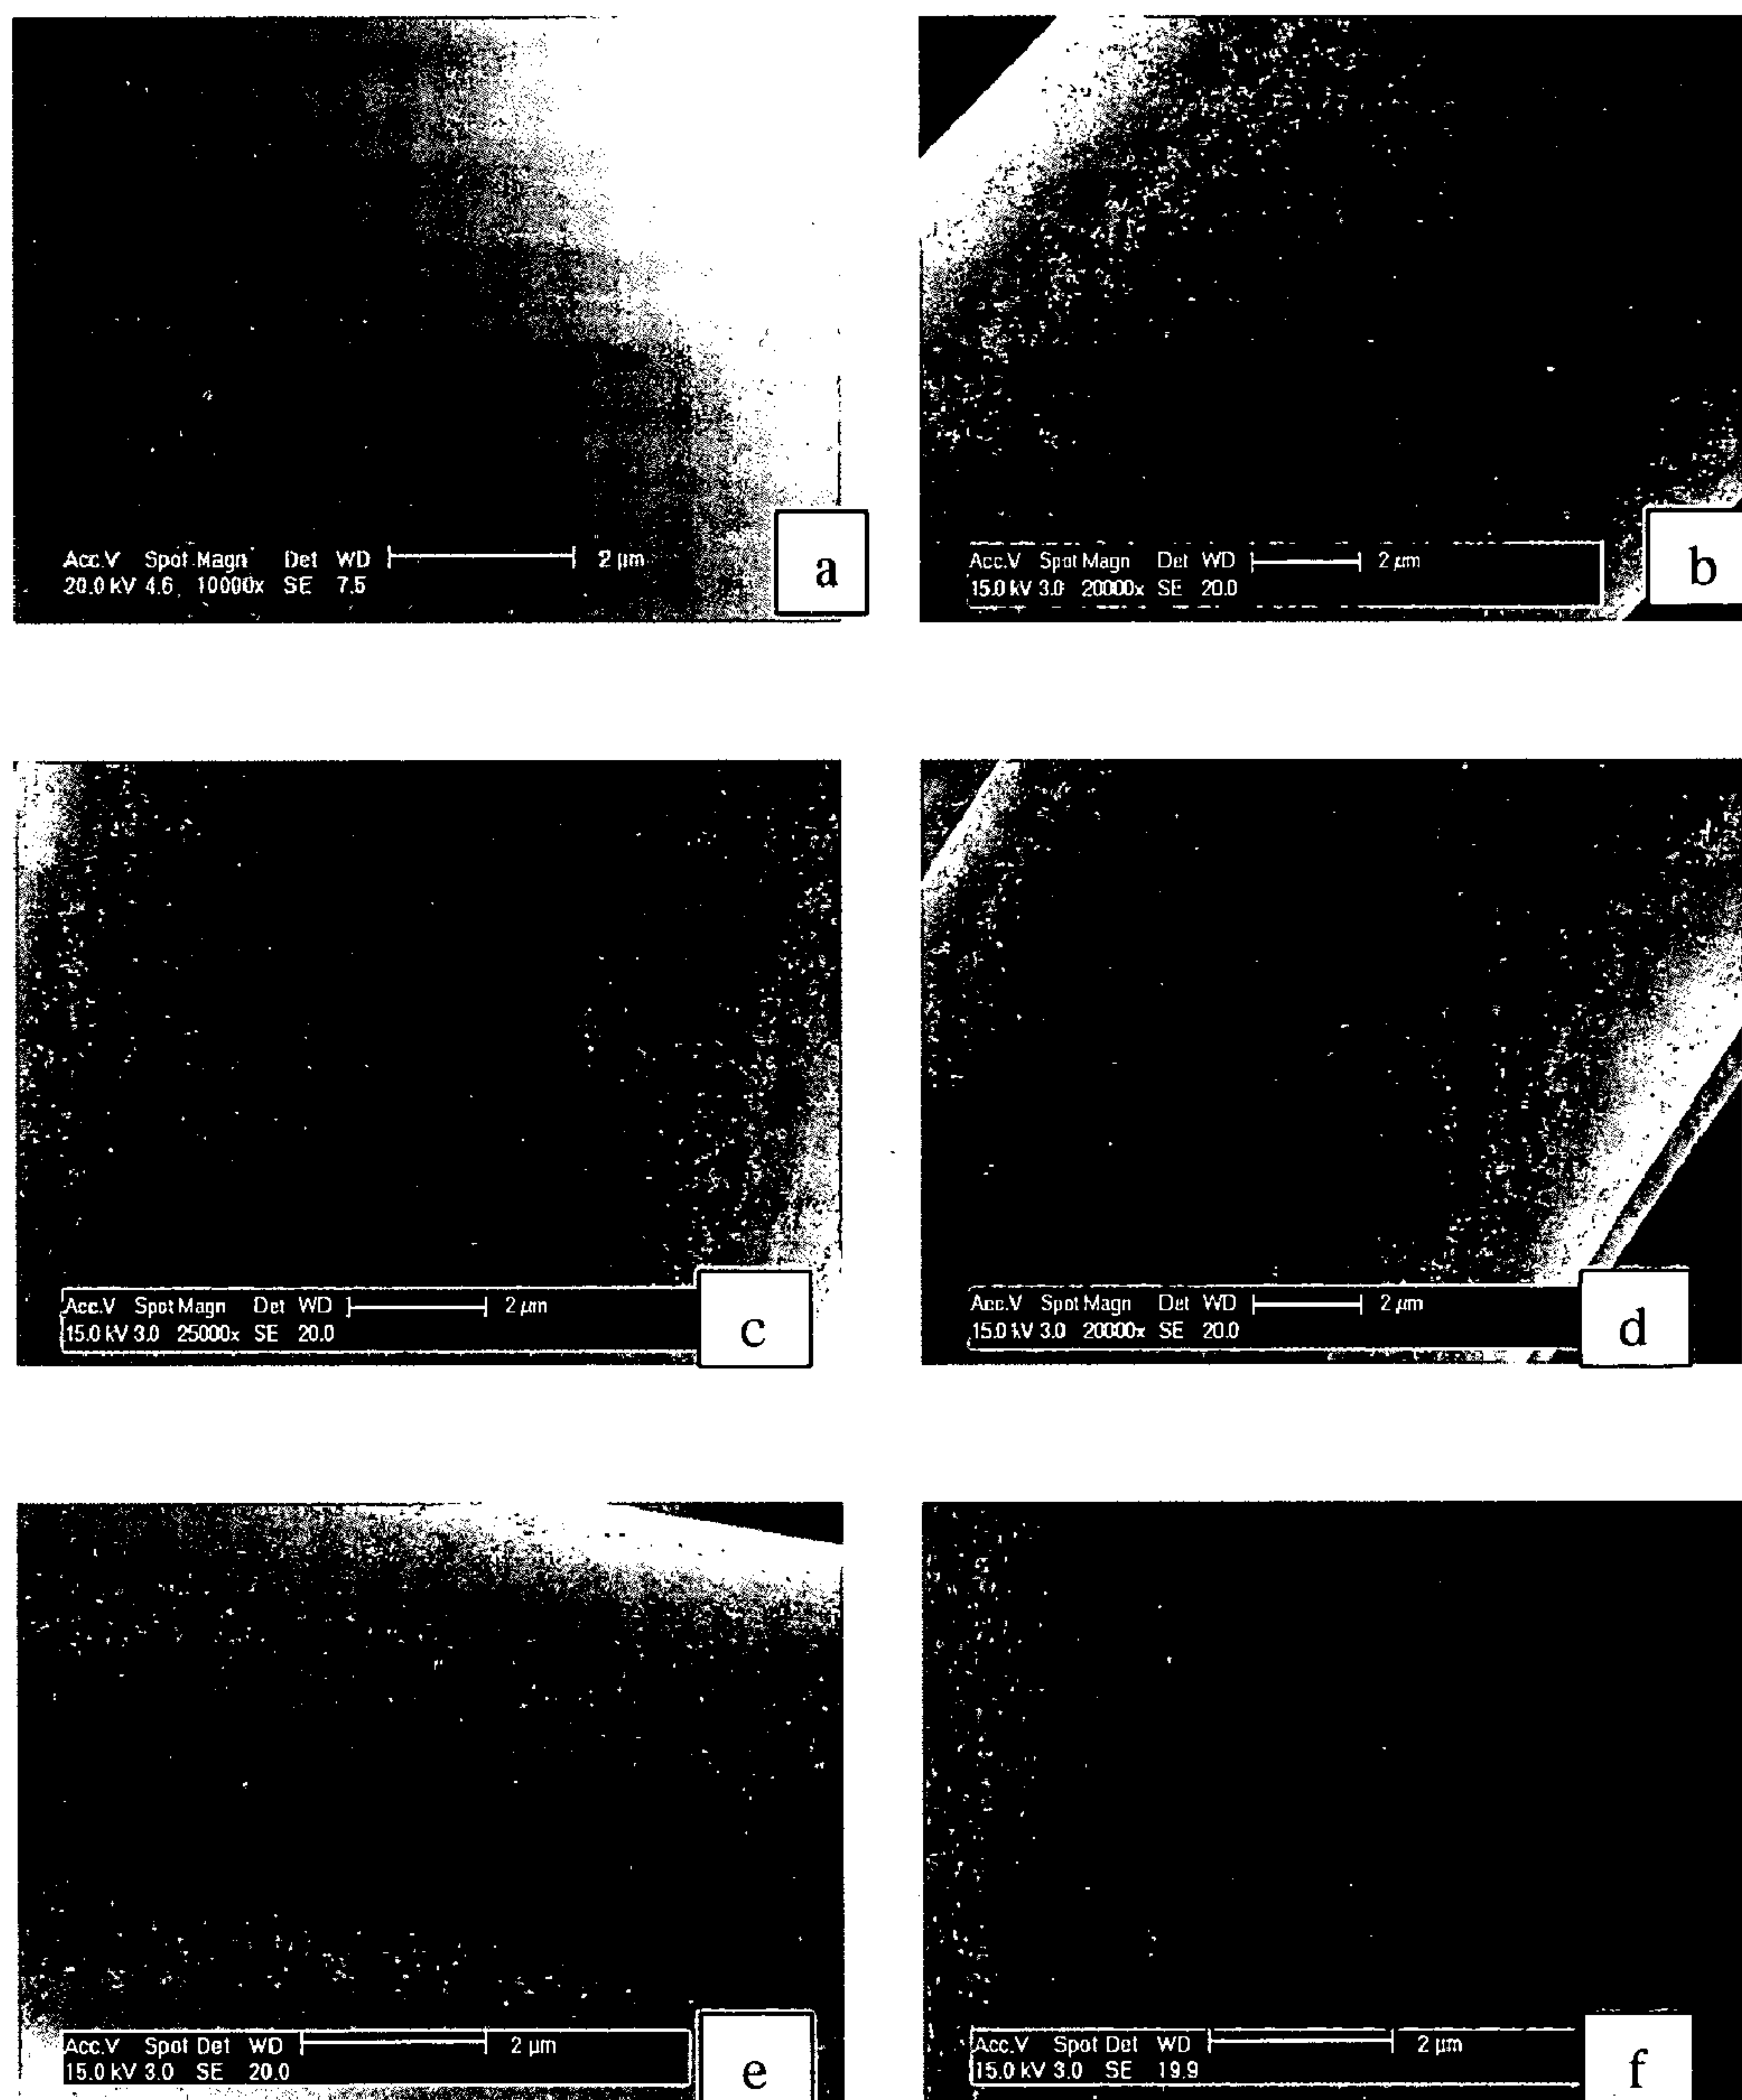 Acc.V Spot Magn Det WD 2 µm
20.0 kV 4.6 10000x SE 7.5
a
Acc.V Spot Magn Det WD 2 µm
15.0 kV 3.0 20000x SE 20.0
b
Acc.V Spot Magn Det WD 2 µm
15.0 kV 3.0 25000x SE 20.0
c
Acc.V Spot Magn Det WD 2 µm
15.0 kV 3.0 20000x SE 20.0
d
Acc.V Spot Det WD 2 µm
15.0 kV 3.0 SE 20.0
e
Acc.V Spot Det WD 2 µm
15.0 kV 3.0 SE 19.9
f